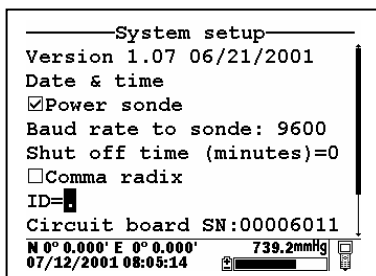 System setup
Version 1.07 06/21/2001
Date & time
☑Power sonde
Baud rate to sonde: 9600
Shut off time (minutes)=0
☐Comma radix
ID=.
Circuit board SN:00006011
N 0° 0.000' E 0° 0.000' 739.2mmHg
07/12/2001 08:05:14